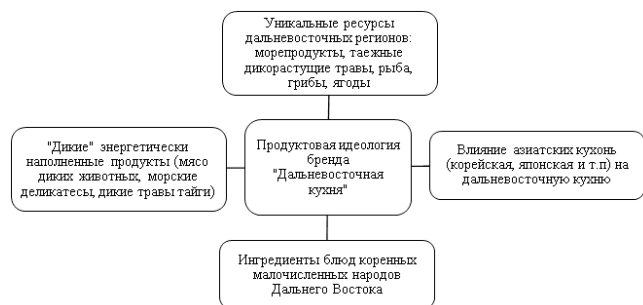 Уникальные ресурсы
дальневосточных регионов:
морепродукты, таежные
дикорастущие травы, рыба,
грибы, ягоды
"Дикие" энергетически
наполненные продукты (мясо
диких животных, морские
деликатесы, дикие травы тайги)
Продуктовая идеология
бренда
"Дальневосточная
кухня"
Влияние азиатских кухонь
(корейская, японская и т.п) на
дальневосточную кухню
Ингредиенты блюд коренных
малочисленных народов
Дальнего Востока